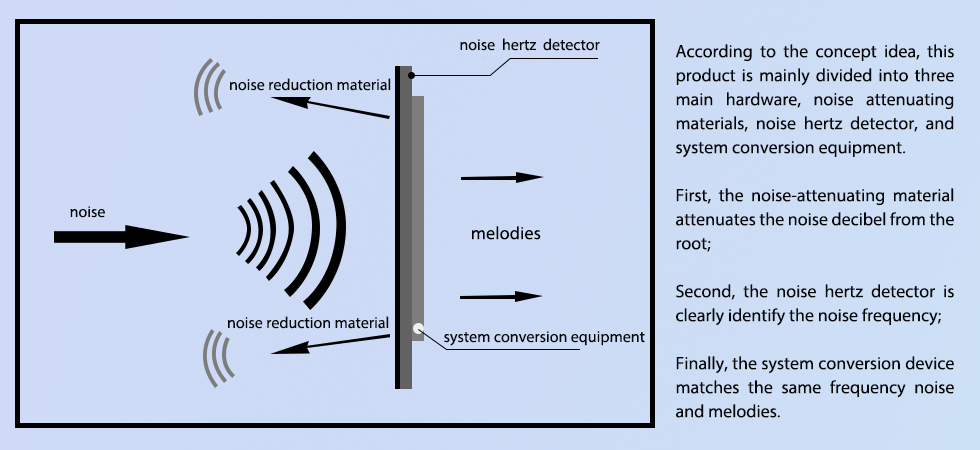 noise hertz detector
noise reduction material
noise
melodies
noise reduction material
system conversion equipment
According to the concept idea, this
product is mainly divided into three
main hardware, noise attenuating
materials, noise hertz detector, and
system conversion equipment.
First, the noise-attenuating material
attenuates the noise decibel from the
root;
Second, the noise hertz detector is
clearly identify the noise frequency;
Finally, the system conversion device
matches the same frequency noise
and melodies.